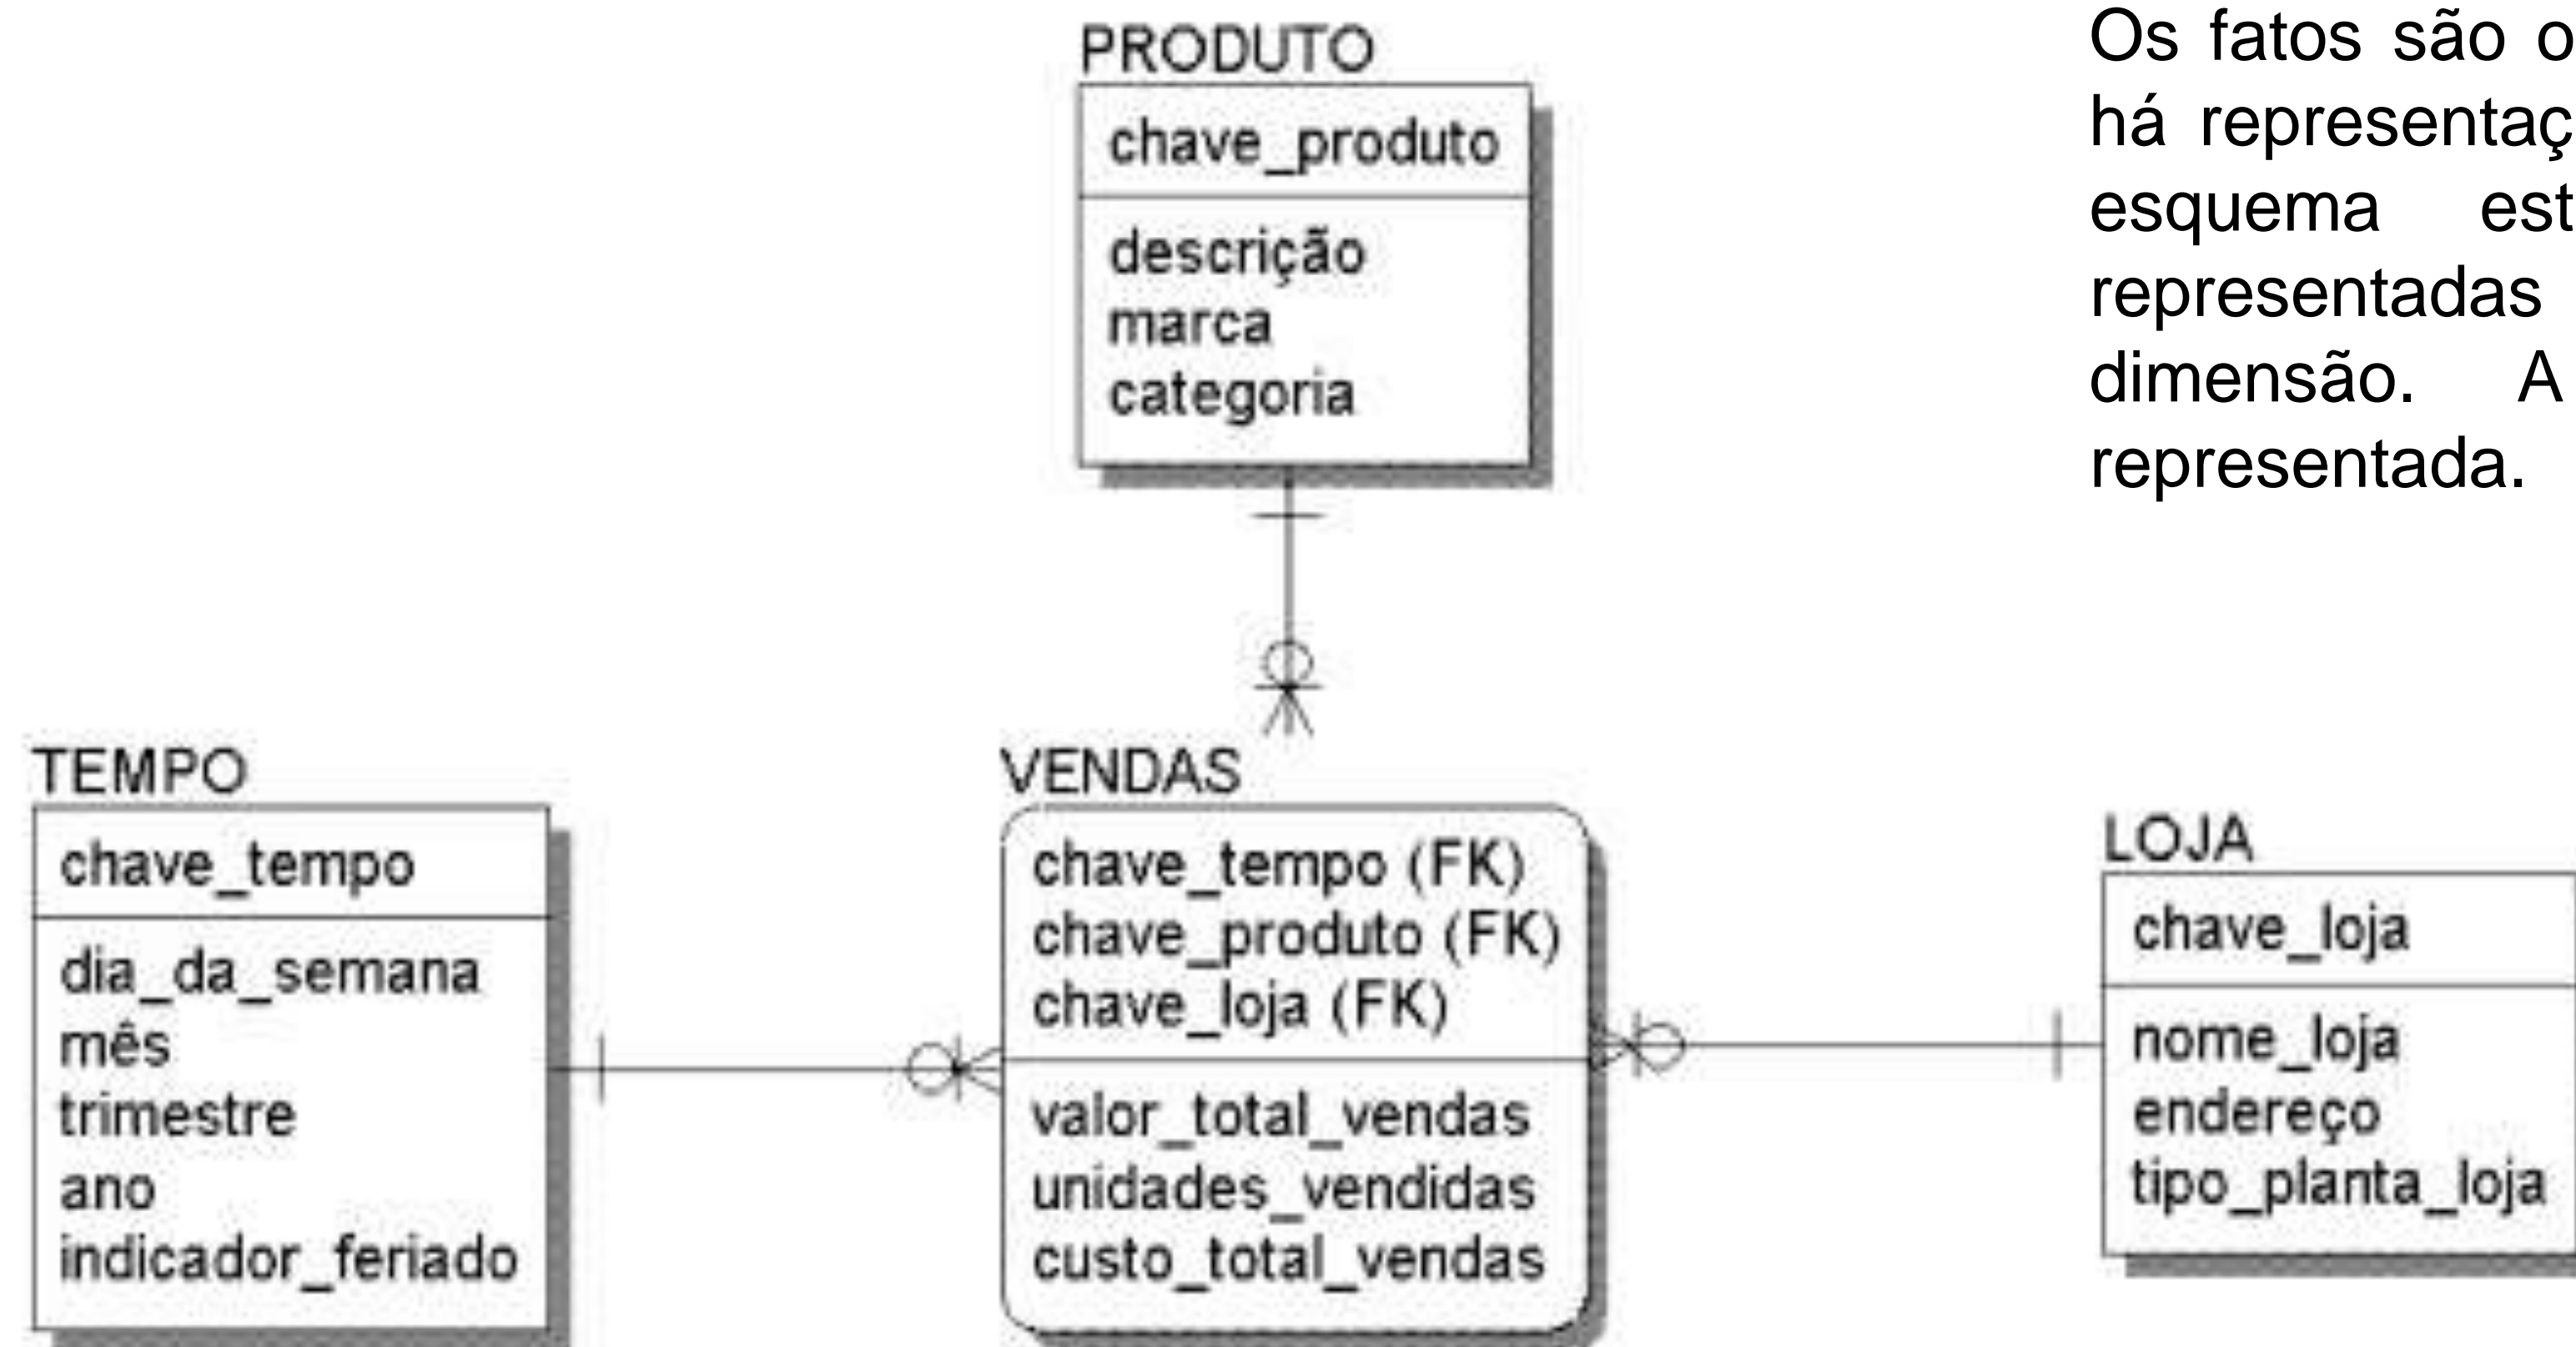 PRODUTO
chave_produto
descrição
marca
categoria
Os fatos são o
há representaç
esquema est
representadas
dimensão. A
representada.
TEMPO
chave_tempo
dia_da_semana
mês
trimestre
ano
indicador_feriado
VENDAS
chave_tempo (FK)
chave_produto (FK)
chave_loja (FK)
valor_total_vendas
unidades_vendidas
custo_total_vendas
LOJA
chave_loja
nome_loja
endereço
tipo_planta_loja